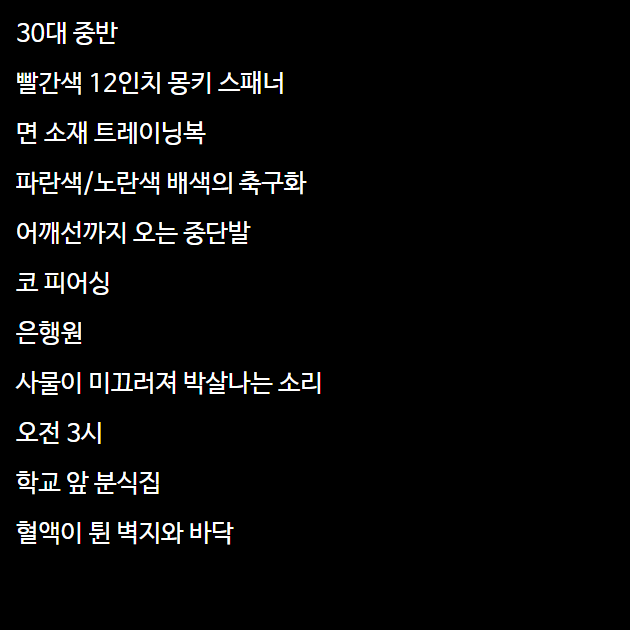 30대 중반
빨간색 12인치 몽키 스패너
면 소재 트레이닝복
파란색/노란색 배색의 축구화
어깨선까지 오는 중단발
코 피어싱
은행원
사물이 미끄러져 박살나는 소리
오전 3시
학교 앞 분식집
혈액이 튄 벽지와 바닥